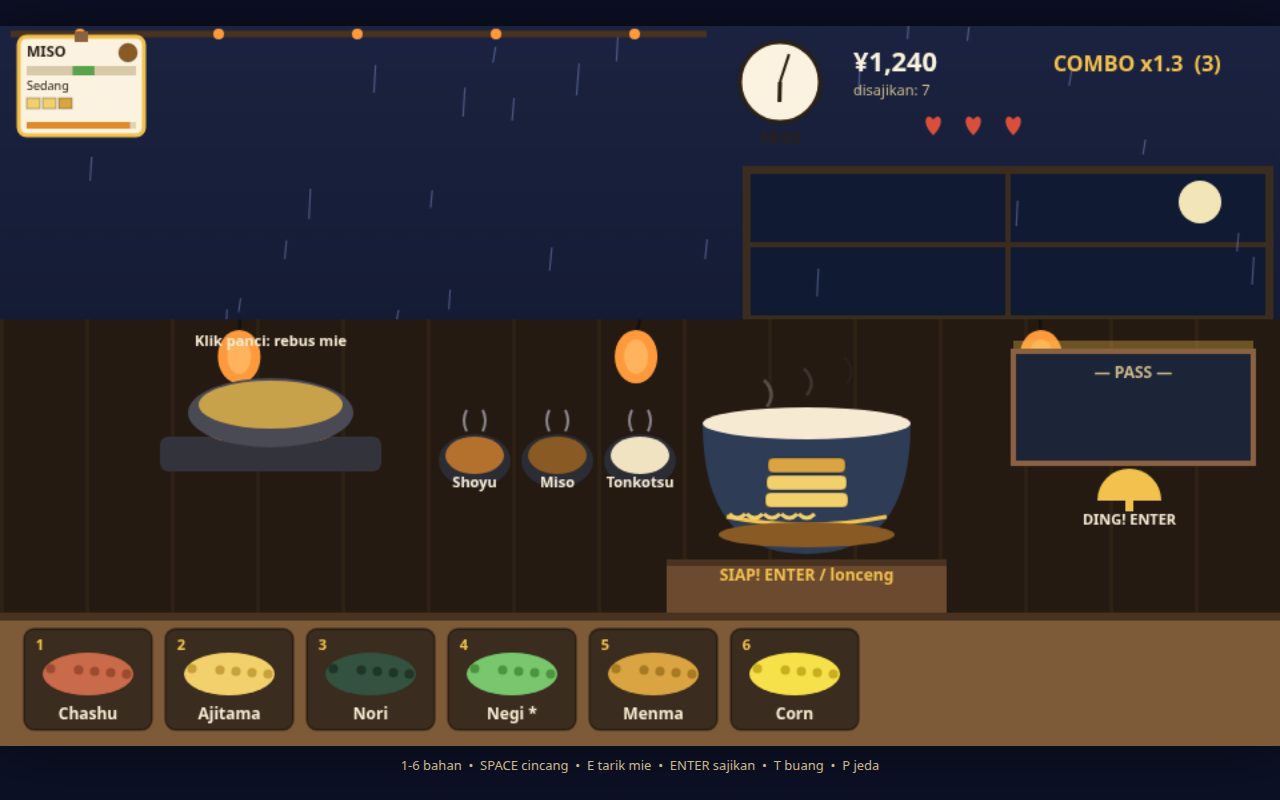 MISO
Sedang
¥1,240
disajikan: 7
COMBO x1.3 (3)
Klik panci: rebus mie
Shoyu
Miso
Tonkotsu
— PASS —
DING! ENTER
SIAP! ENTER / lonceng
1
2
3
4
5
6
Chashu
Ajitama
Nori
Negi *
Menma
Corn
1-6 bahan • SPACE cincang • E tarik mie • ENTER sajikan • T buang • P jeda